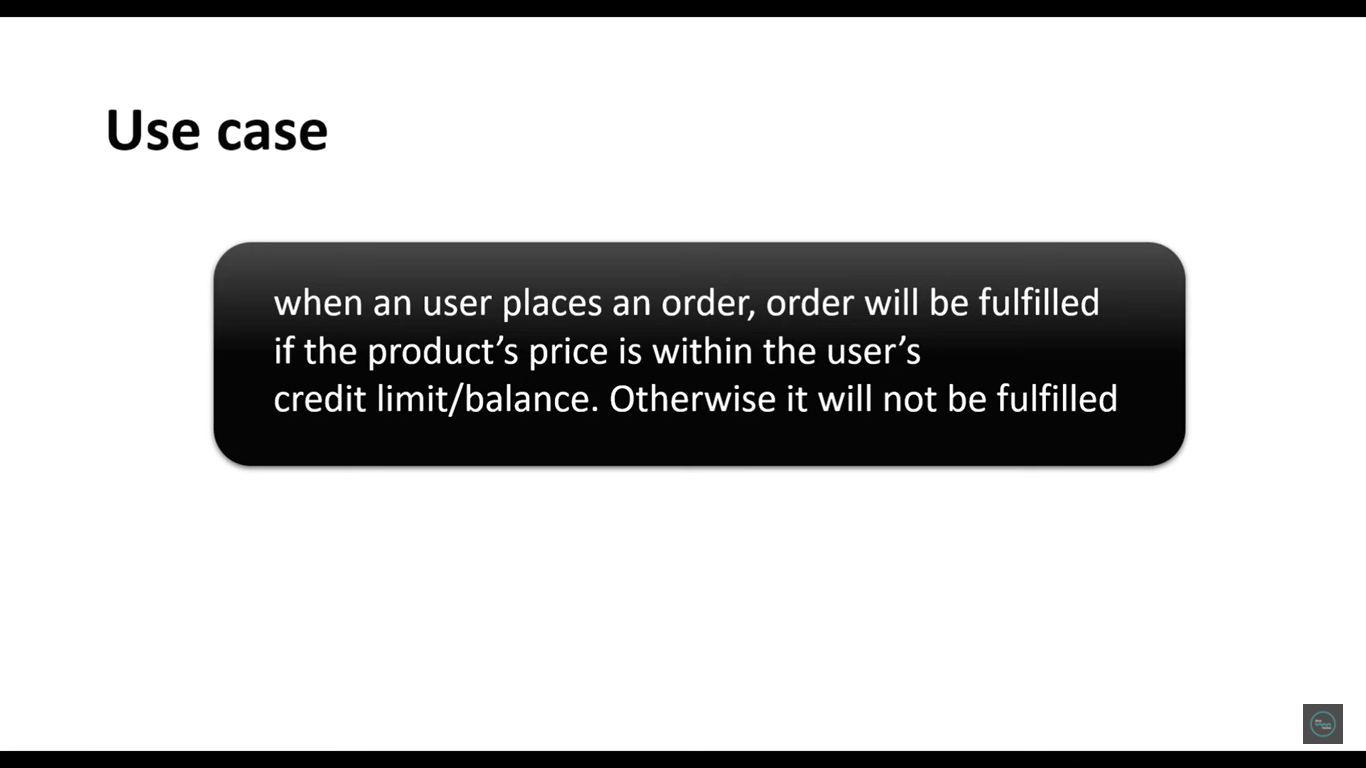 Use case
when an user places an order, order will be fulfilled
if the product’s price is within the user’s
credit limit/balance. Otherwise it will not be fulfilled